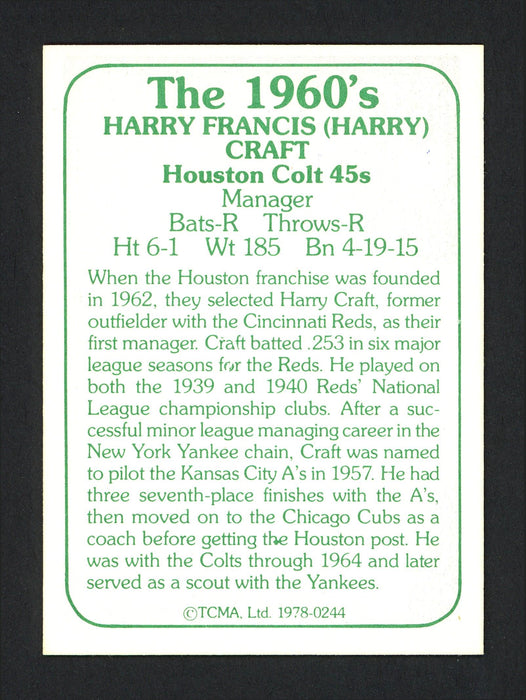 The 1960's
HARRY FRANCIS (HARRY)
CRAFT
Houston Colt 45s
Manager
Bats-R Throws-R
Ht 6-1 Wt 185 Bn 4-19-15
When the Houston franchise was founded
in 1962, they selected Harry Craft, former
outfielder with the Cincinnati Reds, as their
first manager. Craft batted .253 in six major
league seasons for the Reds. He played on
both the 1939 and 1940 Reds' National
League championship clubs. After a suc-
cessful minor league managing career in the
New York Yankee chain, Craft was named
to pilot the Kansas City A's in 1957. He had
three seventh-place finishes with the A's,
then moved on to the Chicago Cubs as a
coach before getting the Houston post. He
was with the Colts through 1964 and later
served as a scout with the Yankees.
©TCMA, Ltd. 1978-0244